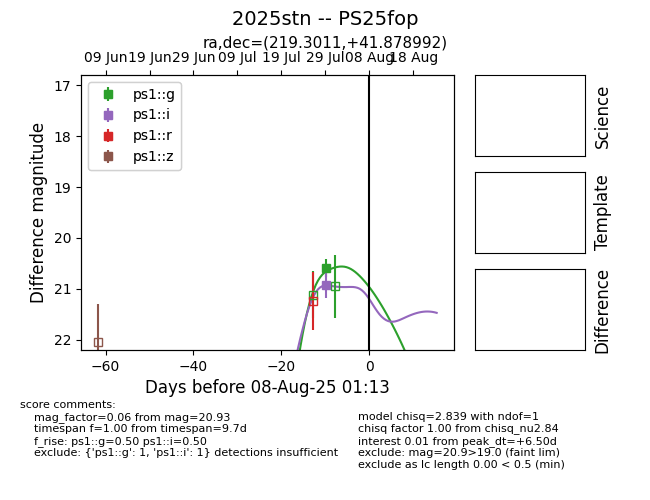 2025stn -- PS25fop
ra,dec=(219.3011,+41.878992)
09 Jun 19 Jun 29 Jun 09 Jul 19 Jul 29 Jul 08 Aug 18 Aug
17
18
19
20
21
22
Difference magnitude
ps1::g
ps1::i
ps1::r
ps1::z
−60 −40 −20 0
Days before 08-Aug-25 01:13
Science
Template
Difference
score comments:
mag_factor=0.06 from mag=20.93
timespan f=1.00 from timespan=9.7d
f_rise: ps1::g=0.50 ps1::i=0.50
exclude: {'ps1::g': 1, 'ps1::i': 1} detections insufficient
model chisq=2.839 with ndof=1
chisq factor 1.00 from chisq_nu2.84
interest 0.01 from peak_dt=+6.50d
exclude: mag=20.9>19.0 (faint lim)
exclude as lc length 0.00 < 0.5 (min)